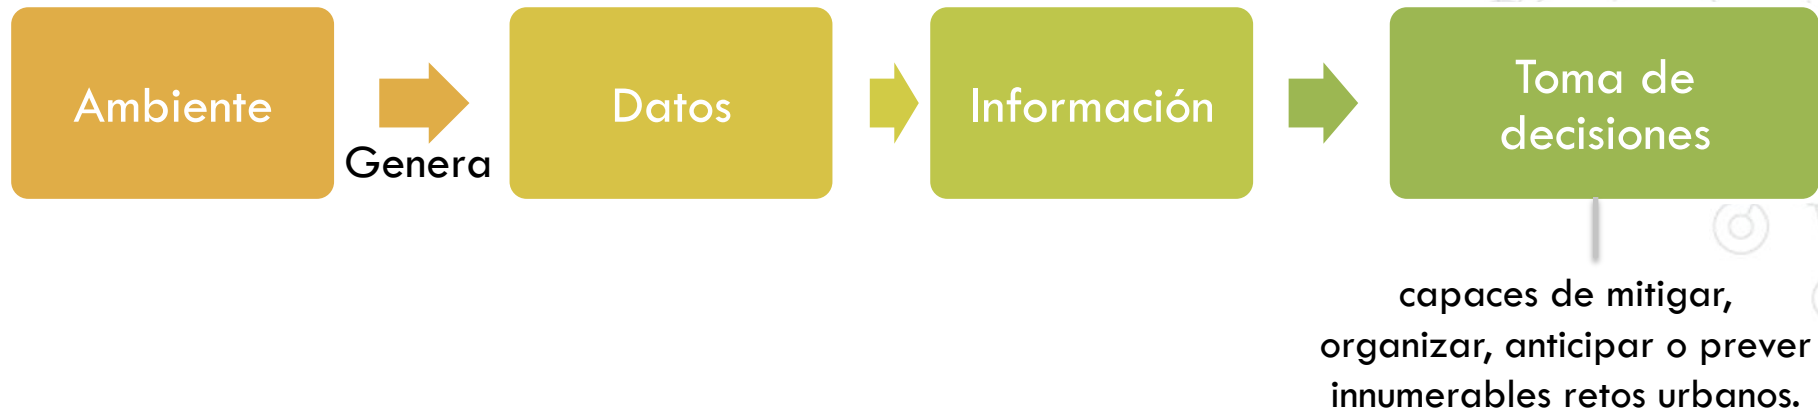 Ambiente
Genera
Datos
Información
Toma de
decisiones
capaces de mitigar,
organizar, anticipar o prever
innumerables retos urbanos.